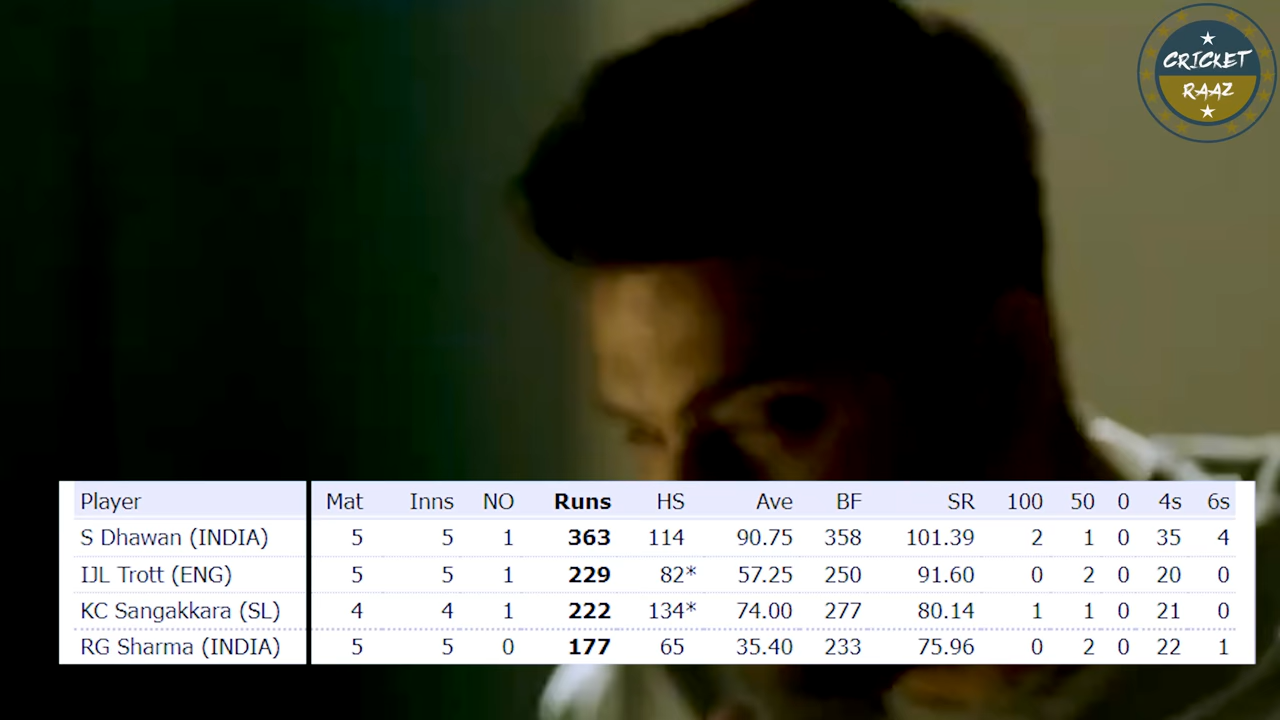 CRICKET
RAAZ
Player Mat Inns NO Runs HS Ave BF SR 100 50 0 4s 6s
S Dhawan (INDIA) 5 5 1 363 114 90.75 358 101.39 2 1 0 35 4
IJL Trott (ENG) 5 5 1 229 82* 57.25 250 91.60 0 2 0 20 0
KC Sangakkara (SL) 4 4 1 222 134* 74.00 277 80.14 1 1 0 21 0
RG Sharma (INDIA) 5 5 0 177 65 35.40 233 75.96 0 2 0 22 1